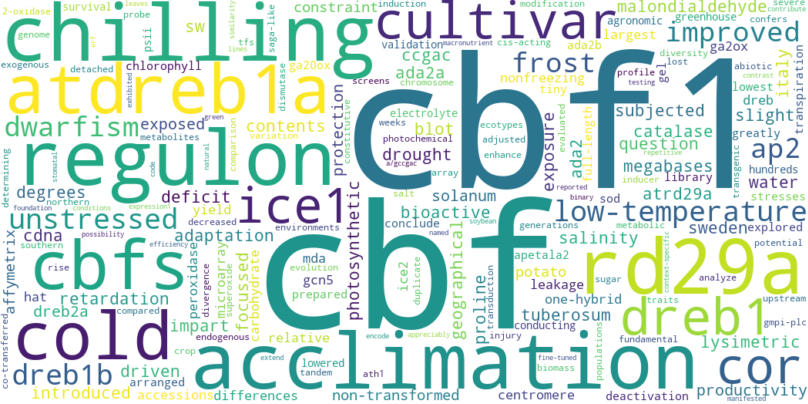 2-oxidase survival induction modification constraint malondialdehyde severe
similarity leaves probe sw psii greenhouse confers contribute
chilling cultivar improved
tfs lines saga-like validation cis-acting agronomic largest
exogenous detached chlorophyll ga20ox ccgac macronutrient ada2b ga2ox diversity lost abiotic contrast italy
atdreb1a ada2a frost nonfreezing tiny profile testing gel
exhibited green dismutase screens chromosome lowest dreb transpiration
dwarfism exposed contents protection constitutive electrolyte weeks ecotypes adjusted enhance subjected slight
metabolites variation comparison blot photochemical exposure ada2 full-length evaluated catalase greatly ap2
cbf1
regulon drought a/gccgac question repetitive hundreds
determining stomatal code natural array inducer transgenic megabases water
degrees deficit ice1 salt solanum reported binary library stresses
foundation conditions expression northern yield decreased photosynthetic bioactive sod atrd29a
unstressed possibility environments soybean generations metabolic low-temperature
southern efficiency adaptation conclude named apetala2 salinity sweden explored
cdna affymetrix cbfs microarray peroxidase superoxide carbohydrate focussed mda evolution ice2 duplicate geographical potato context-specific potential
rise divergence gcn5 prepared proline transduction sugar analyze upstream
hat retardation leakage one-hybrid rd29a
cbf
dreb2a compared endogenous impart tuberosum traits gmpi-plc
cold relative conducting dreb1
co-transferred crop extend lowered encode appreciably injury populations lysimetric
dreb1b driven acclimation fundamental cor
arranged tandem ath1 fine-tuned biomass productivity
introduced accessions differences non-transformed centromere deactivation manifested